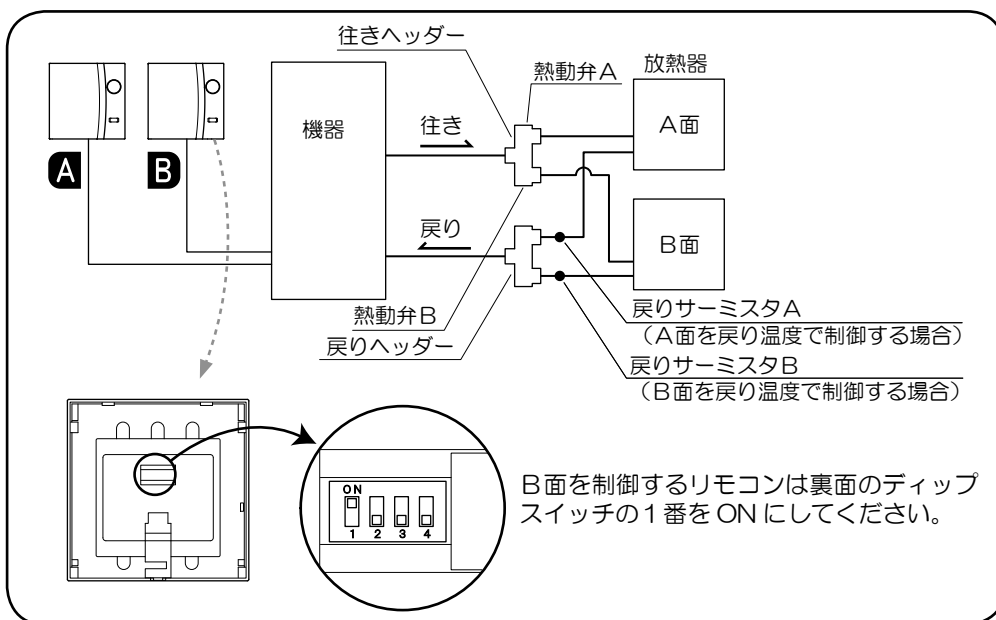 往きヘッダー
熱動弁A
放熱器
A
B
機器
往き
A面
戻り
B面
熱動弁B
戻りヘッダー
戻りサーミスタA
（A面を戻り温度で制御する場合）
戻りサーミスタB
（B面を戻り温度で制御する場合）
ON
1 2 3 4
B面を制御するリモコンは裏面のディップ
スイッチの1番をONにしてください。